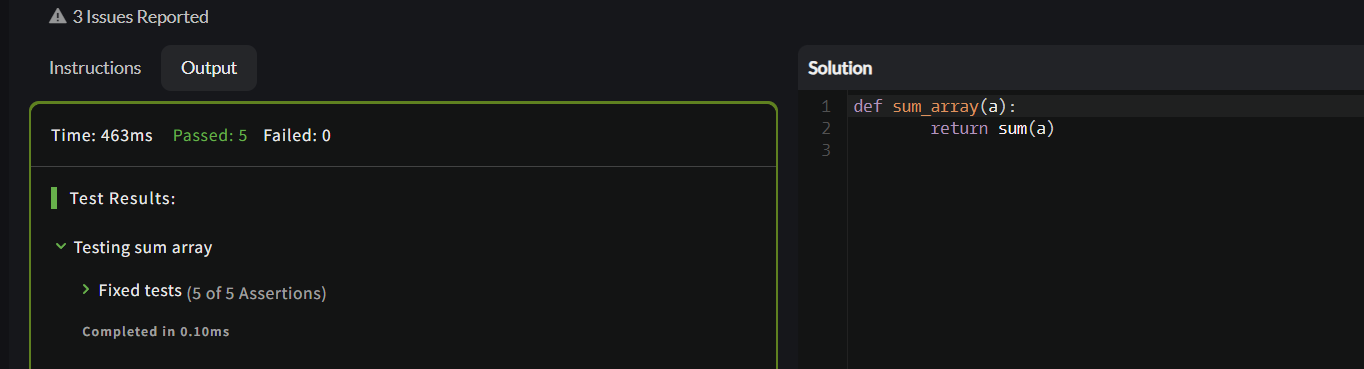 3 Issues Reported
Instructions Output
Time: 463ms Passed: 5 Failed: 0
Test Results:
Testing sum array
Fixed tests (5 of 5 Assertions)
Completed in 0.10ms
Solution
1 def sum_array(a):
2 return sum(a)
3